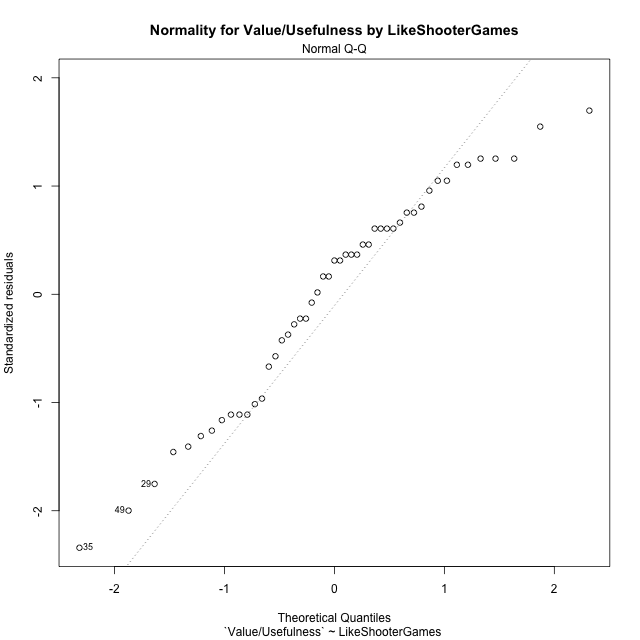 Normality for Value/Usefulness by LikeShooterGames
Normal Q-Q
2
1
0
-1
-2
Standardized residuals
29
49
35
-2
-1
0
1
2
Theoretical Quantiles
`Value/Usefulness` ~ LikeShooterGames